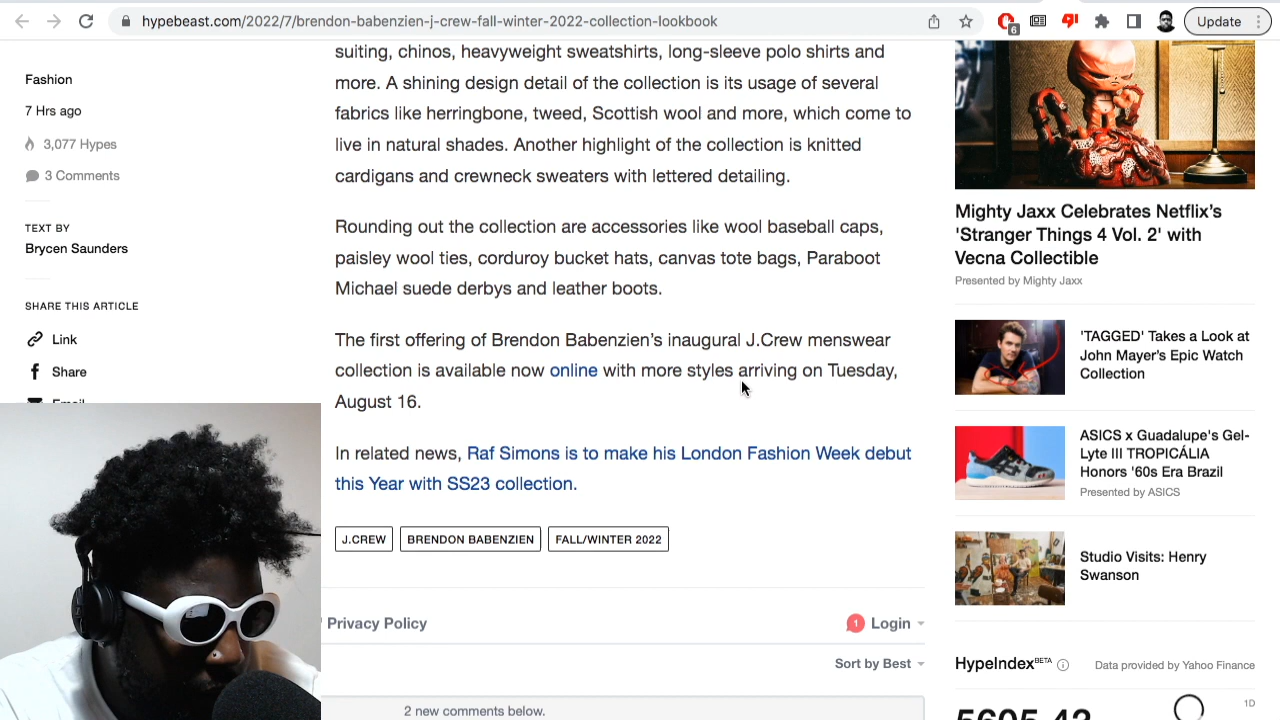 hypebeast.com/2022/7/brendon-babenzien-j-crew-fall-winter-2022-collection-lookbook
6
Update
Fashion
7 Hrs ago
3,077 Hypes
3 Comments
TEXT BY
Brycen Saunders
SHARE THIS ARTICLE
Link
Share
Email
suiting, chinos, heavyweight sweatshirts, long-sleeve polo shirts and
more. A shining design detail of the collection is its usage of several
fabrics like herringbone, tweed, Scottish wool and more, which come to
live in natural shades. Another highlight of the collection is knitted
cardigans and crewneck sweaters with lettered detailing.
Rounding out the collection are accessories like wool baseball caps,
paisley wool ties, corduroy bucket hats, canvas tote bags, Paraboot
Michael suede derbys and leather boots.
The first offering of Brendon Babenzien's inaugural J.Crew menswear
collection is available now online with more styles arriving on Tuesday,
August 16.
In related news, Raf Simons is to make his London Fashion Week debut
this Year with SS23 collection.
J.CREW
BRENDON BABENZIEN
FALL/WINTER 2022
Privacy Policy
1 Login
Sort by Best
2 new comments below.
Mighty Jaxx Celebrates Netflix's
'Stranger Things 4 Vol. 2' with
Vecna Collectible
Presented by Mighty Jaxx
'TAGGED' Takes a Look at
John Mayer's Epic Watch
Collection
ASICS x Guadalupe's Gel-
Lyte III TROPICÁLIA
Honors '60s Era Brazil
Presented by ASICS
Studio Visits: Henry
Swanson
HypeIndex BETA
Data provided by Yahoo Finance
1D
5605.42